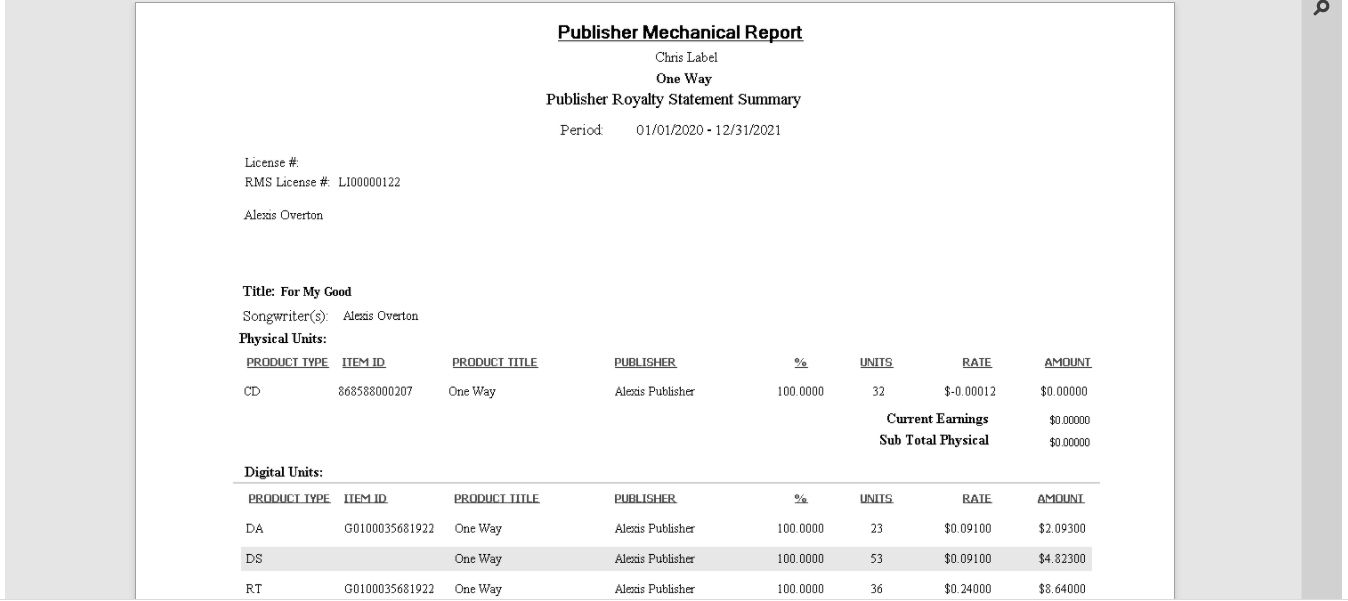 Publisher Mechanical Report
Chris Label
One Way
Publisher Royalty Statement Summary
Period: 01/01/2020 - 12/31/2021
License #:
RMS License #: LI00000122
Alexis Overton
Title: For My Good
Songwriter(s): Alexis Overton
Physical Units:
PRODUCT TYPE ITEM ID PRODUCT TITLE PUBLISHER % UNITS RATE AMOUNT
CD 868588000207 One Way Alexis Publisher 100.0000 32 $-0.00012 $0.00000
Current Earnings $0.00000
Sub Total Physical $0.00000
Digital Units:
PRODUCT TYPE ITEM ID PRODUCT TITLE PUBLISHER % UNITS RATE AMOUNT
DA G0100035681922 One Way Alexis Publisher 100.0000 23 $0.09100 $2.09300
DS One Way Alexis Publisher 100.0000 53 $0.09100 $4.82300
RT G0100035681922 One Way Alexis Publisher 100.0000 36 $0.24000 $8.64000